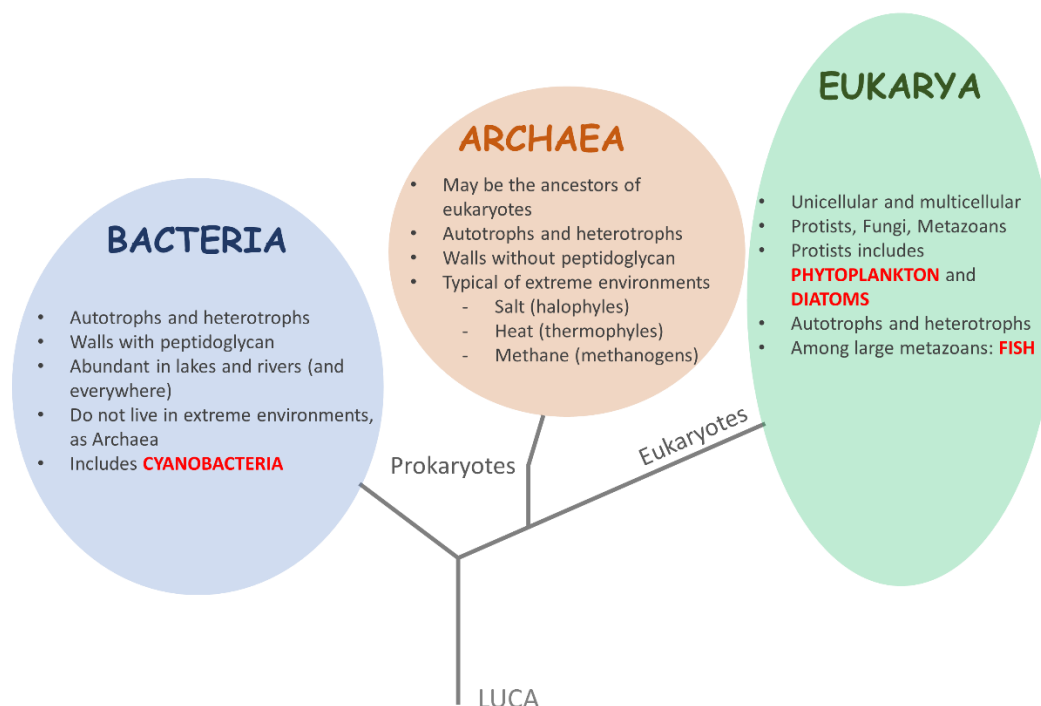 BACTERIA
• Autotrophs and heterotrophs
• Walls with peptidoglycan
• Abundant in lakes and rivers (and
everywhere)
• Do not live in extreme environments,
as Archaea
• Includes CYANOBACTERIA
ARCHAEA
• May be the ancestors of
eukaryotes
• Autotrophs and heterotrophs
• Walls without peptidoglycan
• Typical of extreme environments
- Salt (halophyles)
- Heat (thermophyles)
- Methane (methanogens)
EUKARYA
• Unicellular and multicellular
• Protists, Fungi, Metazoans
• Protists includes
PHYTOPLANKTON and
DIATOMS
• Autotrophs and heterotrophs
• Among large metazoans: FISH
Prokaryotes
Eukaryotes
LUCA